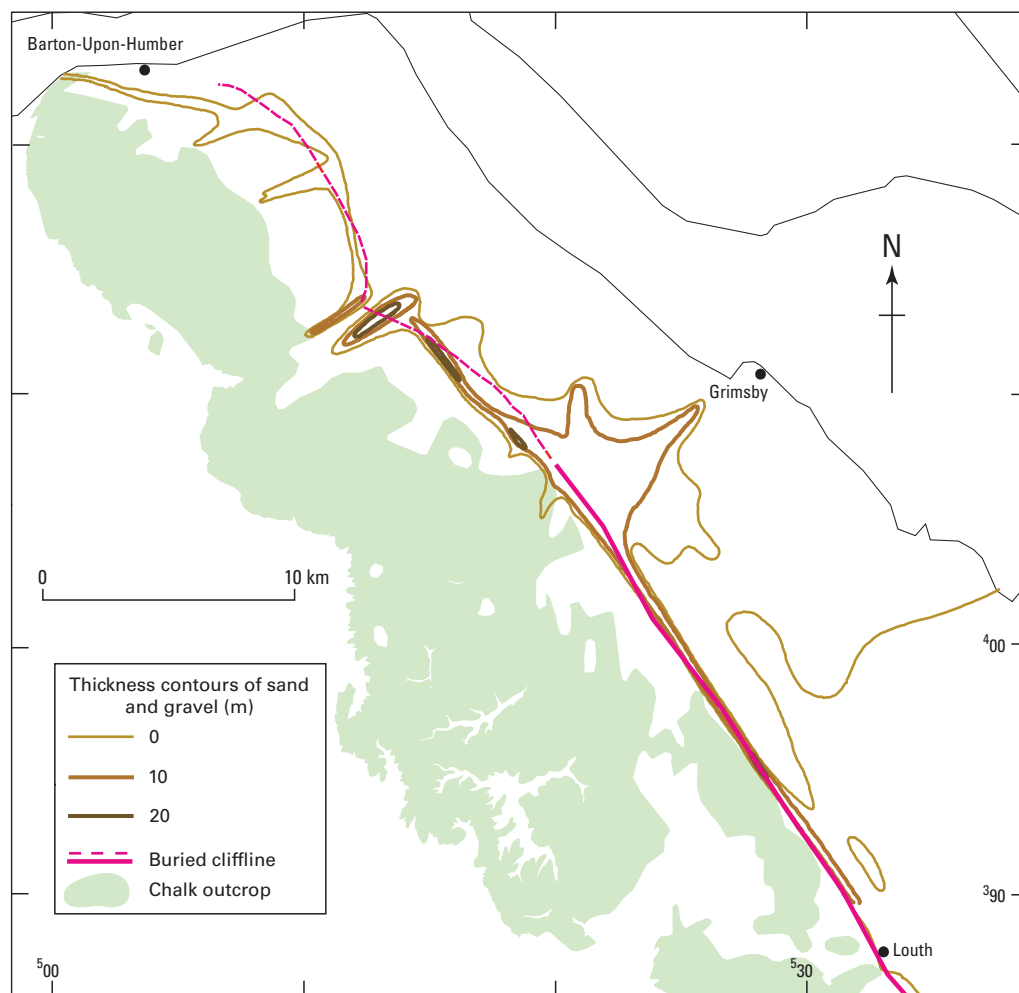 Barton-Upon-Humber
N
Grimsby
0
10 km
⁴00
Thickness contours of sand
and gravel (m)
0
10
20
Buried cliffline
Chalk outcrop
³90
Louth
⁵00
⁵30